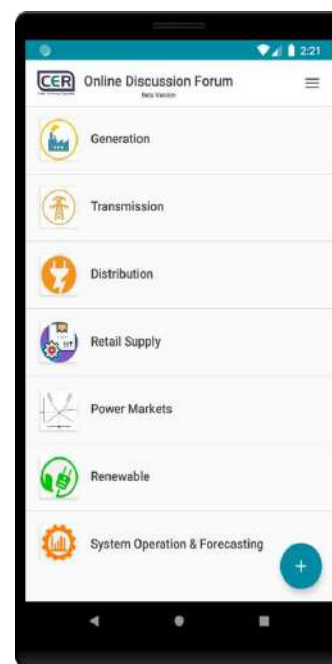 2:21
CER
Online Discussion Forum
Beta Version
Generation
Transmission
Distribution
Retail Supply
Power Markets
Renewable
System Operation & Forecasting
+